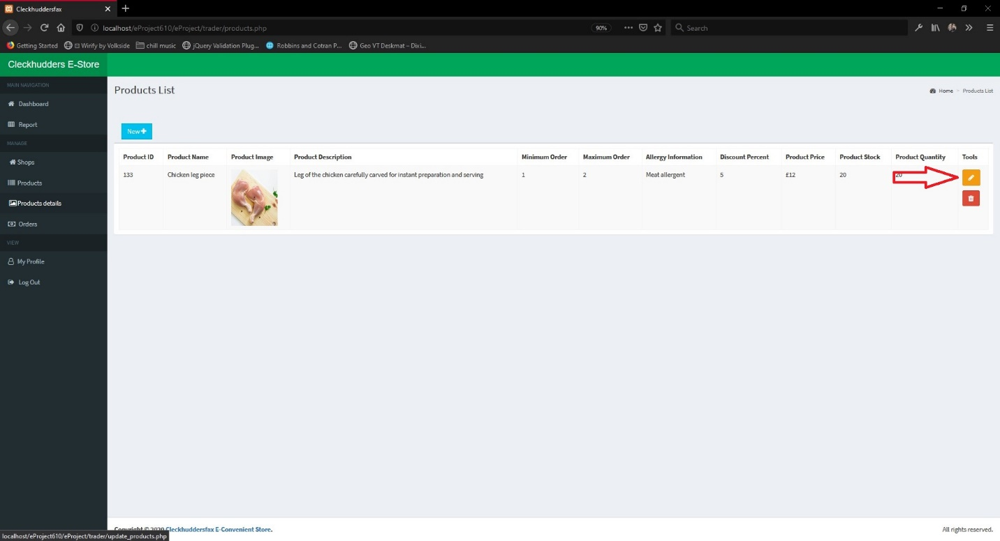 Cleckhuddersfax
localhost/eProject610/eProject/trader/products.php
90%
Search
Getting Started
Wirify by Volkside
chill music
jQuery Validation Plug...
Robbins and Cotran P...
Geo VT Deskmat – Dixi...
Cleckhudders E-Store
MAIN NAVIGATION
Dashboard
Report
MANAGE
Shops
Products
Products details
Orders
VIEW
My Profile
Log Out
Products List
Home
Products List
New
Product ID Product Name Product Image Product Description Minimum Order Maximum Order Allergy Information Discount Percent Product Price Product Stock Product Quantity Tools
133 Chicken leg piece Leg of the chicken carefully carved for instant preparation and serving 1 2 Meat allergent 5 £12 20 20
Copyright © 2020 Cleckhuddersfax E-Convenient Store.
All rights reserved.
localhost/eProject610/eProject/trader/update_products.php